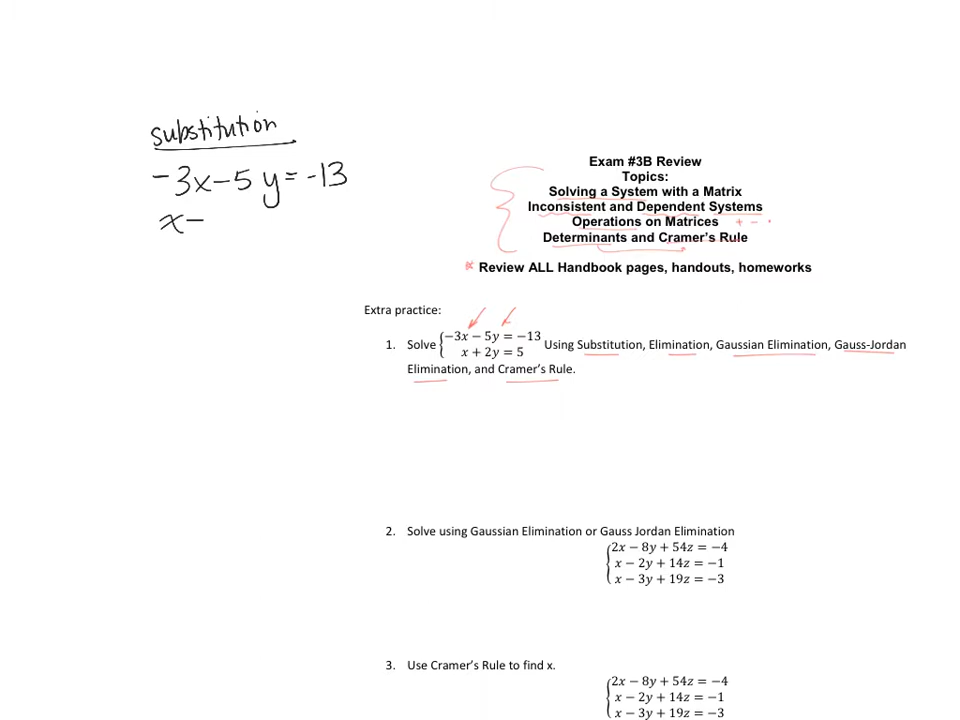 substitution
-3x-5y=-13
x-
Exam #3B Review
Topics:
Solving a System with a Matrix
Inconsistent and Dependent Systems
Operations on Matrices + - ·
Determinants and Cramer's Rule
* Review ALL Handbook pages, handouts, homeworks
Extra practice:
1. Solve {−3x − 5y = −13
x + 2y = 5 Using Substitution, Elimination, Gaussian Elimination, Gauss-Jordan
Elimination, and Cramer's Rule.
2. Solve using Gaussian Elimination or Gauss Jordan Elimination
{2x − 8y + 54z = −4
x − 2y + 14z = −1
x − 3y + 19z = −3
3. Use Cramer's Rule to find x.
{2x − 8y + 54z = −4
x − 2y + 14z = −1
x − 3y + 19z = −3